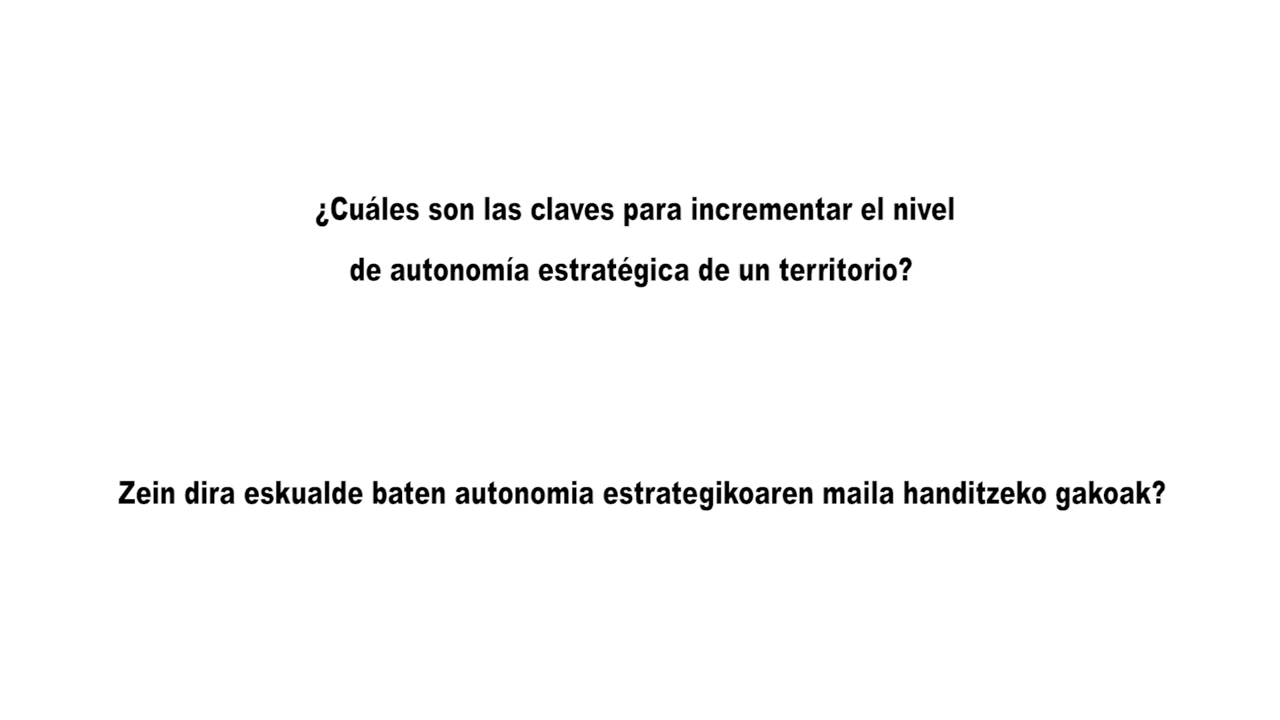 ¿Cuáles son las claves para incrementar el nivel
de autonomía estratégica de un territorio?
Zein dira eskualde baten autonomia estrategikoaren maila handitzeko gakoak?